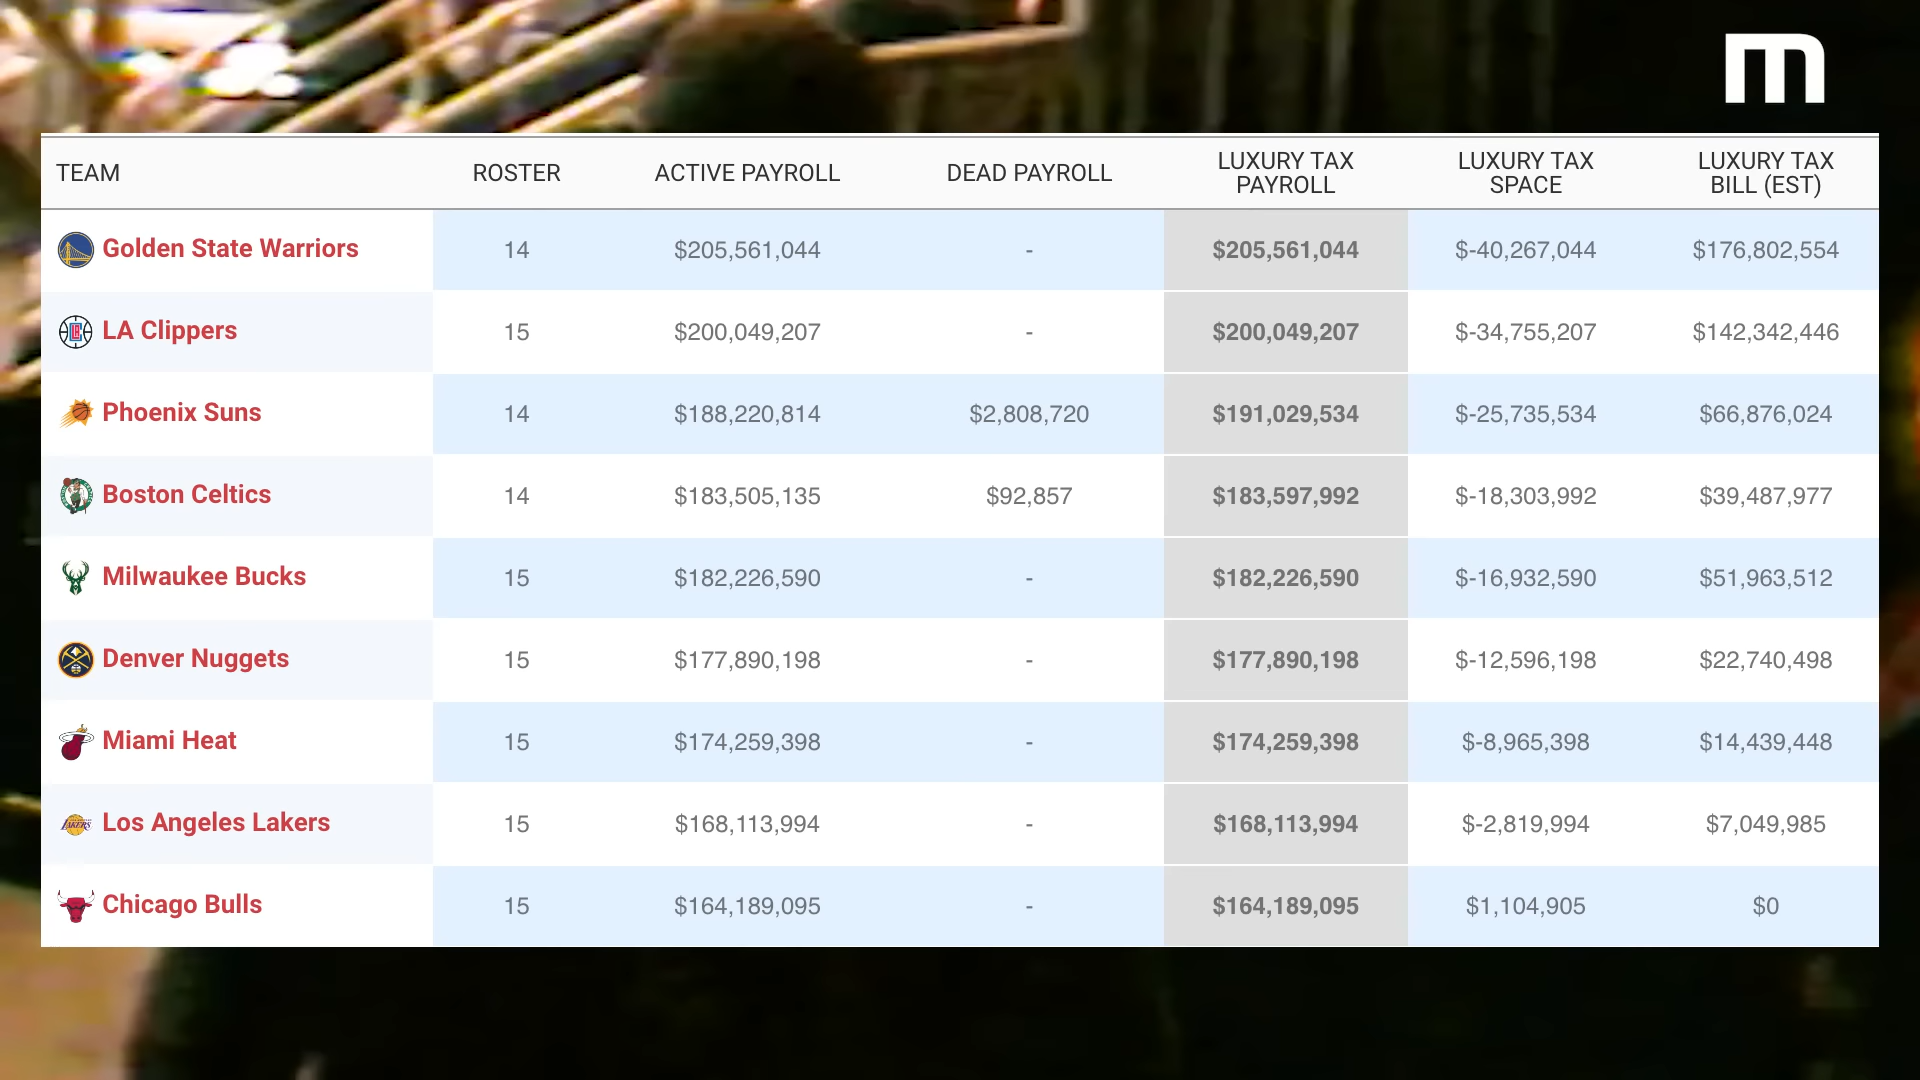 m
TEAM ROSTER ACTIVE PAYROLL DEAD PAYROLL LUXURY TAX PAYROLL LUXURY TAX SPACE LUXURY TAX BILL (EST)
Golden State Warriors 14 $205,561,044 - $205,561,044 $-40,267,044 $176,802,554
LA Clippers 15 $200,049,207 - $200,049,207 $-34,755,207 $142,342,446
Phoenix Suns 14 $188,220,814 $2,808,720 $191,029,534 $-25,735,534 $66,876,024
Boston Celtics 14 $183,505,135 $92,857 $183,597,992 $-18,303,992 $39,487,977
Milwaukee Bucks 15 $182,226,590 - $182,226,590 $-16,932,590 $51,963,512
Denver Nuggets 15 $177,890,198 - $177,890,198 $-12,596,198 $22,740,498
Miami Heat 15 $174,259,398 - $174,259,398 $-8,965,398 $14,439,448
LAKERS Los Angeles Lakers 15 $168,113,994 - $168,113,994 $-2,819,994 $7,049,985
Chicago Bulls 15 $164,189,095 - $164,189,095 $1,104,905 $0